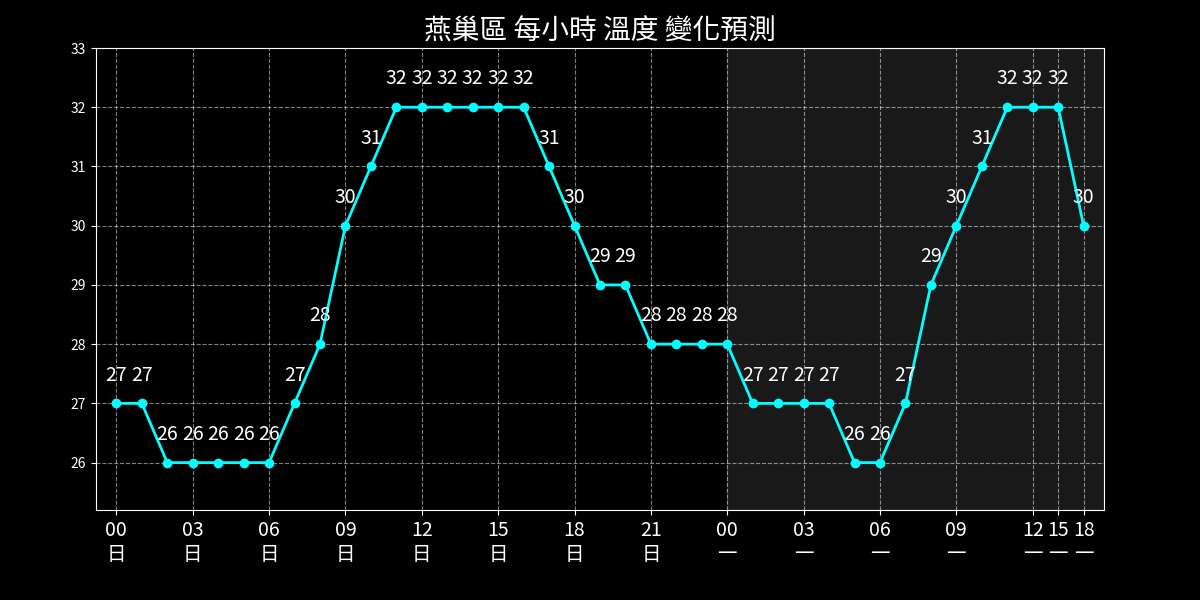 燕巢區 每小時 溫度 變化預測
33
32 32 32 32 32 32 32 32 32
32
31 31 31
31
30 30 30 30
30
29 29 29
29
28 28 28 28 28
28
27 27 27 27 27 27 27 27
27
26 26 26 26 26 26 26
26
00 03 06 09 12 15 18 21 00 03 06 09 12 15 18
日 日 日 日 日 日 日 日 一 一 一 一 一 一 一